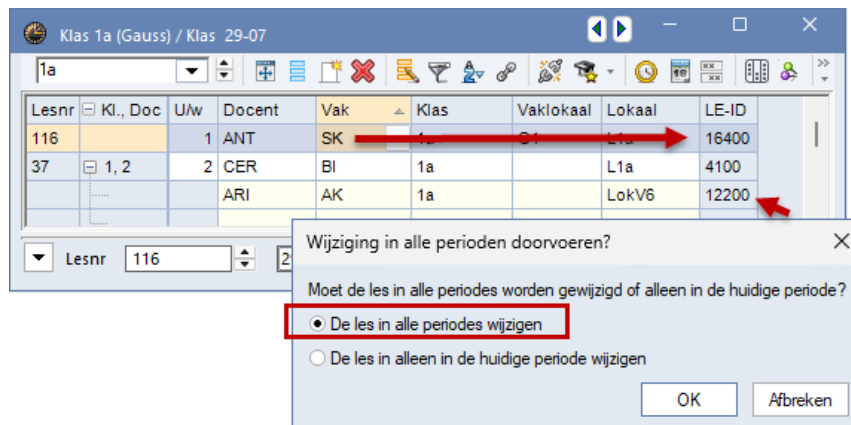 Klas 1a (Gauss) / Klas 29-07
1a
Lesnr Kl., Doc U/w Docent Vak Klas Vaklokaal Lokaal LE-ID
116 1 ANT SK 1a G1 L1a 16400
37 1, 2 2 CER BI 1a L1a 4100
ARI AK 1a LokV6 12200
Lesnr 116
Wijziging in alle perioden doorvoeren?
Moet de les in alle periodes worden gewijzigd of alleen in de huidige periode?
De les in alle periodes wijzigen
De les in alleen in de huidige periode wijzigen
OK Afbreken